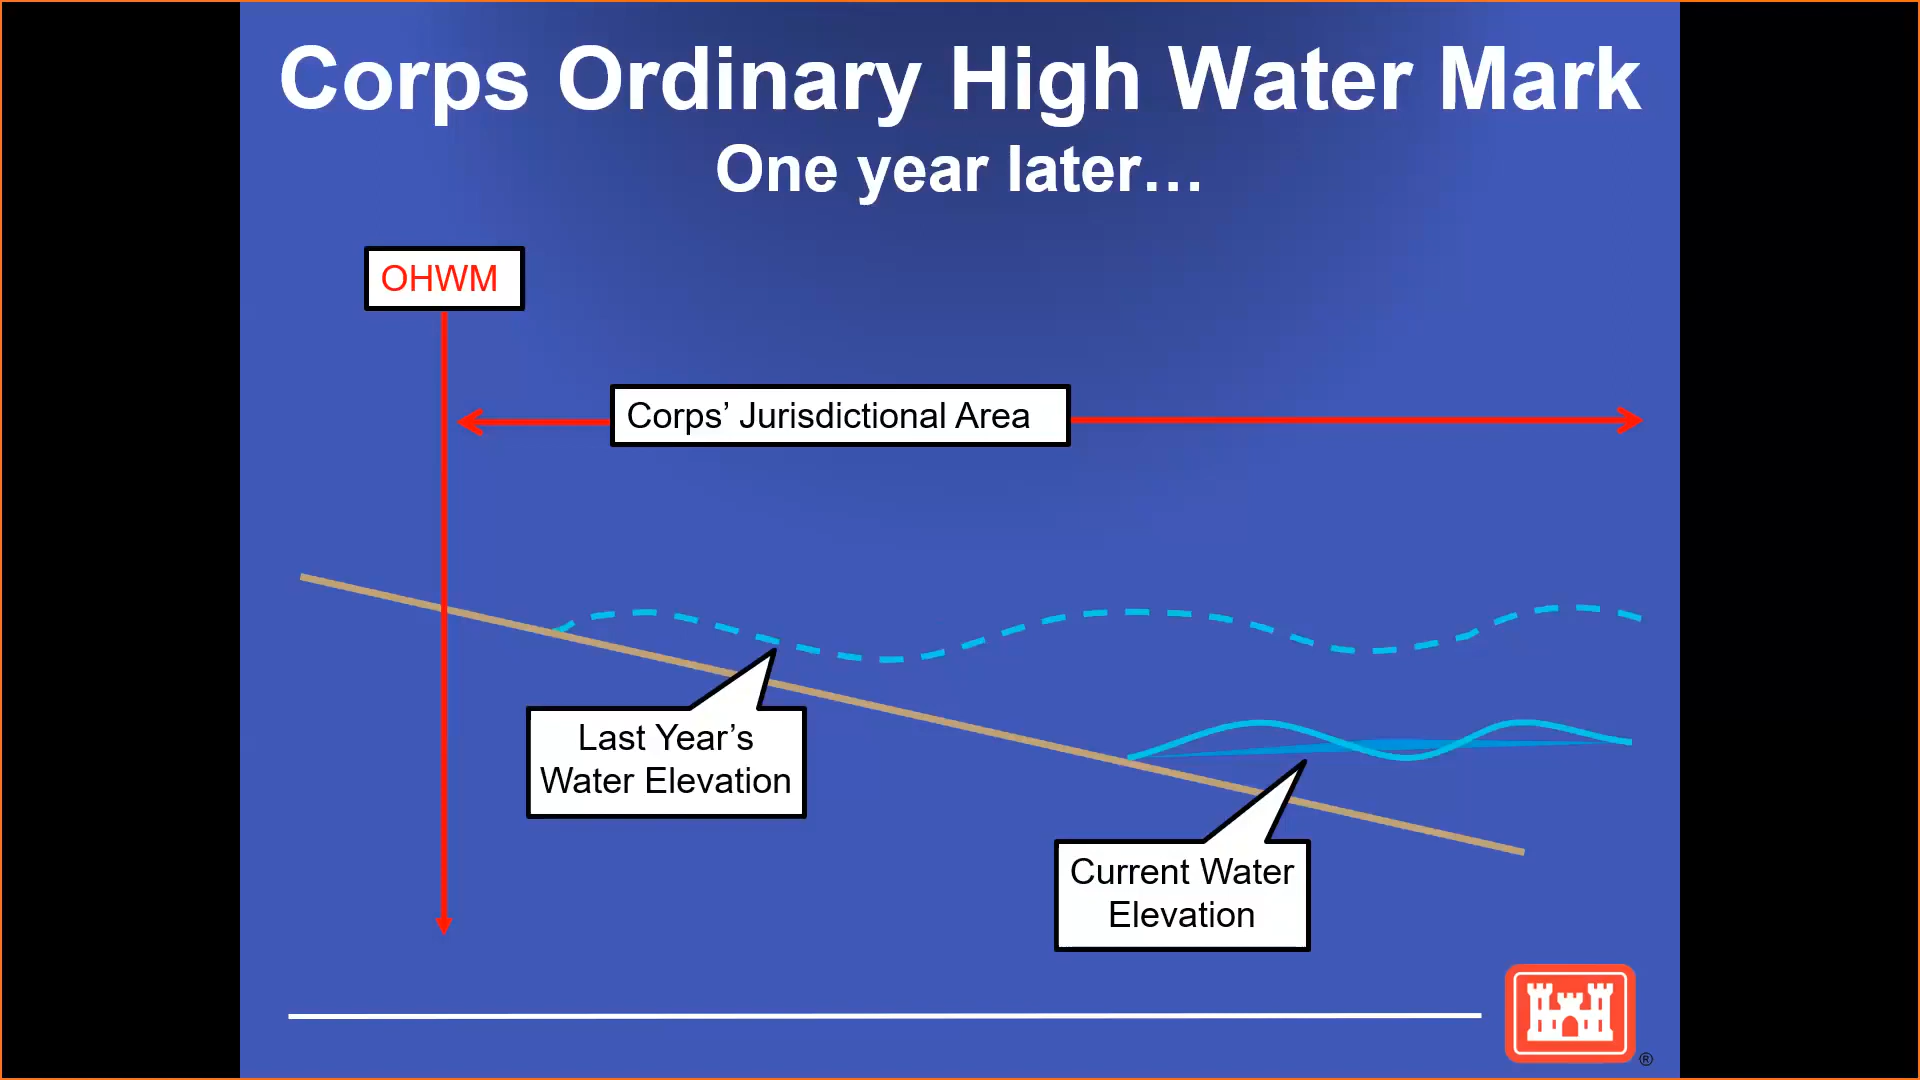 Corps Ordinary High Water Mark
One year later…
OHWM
Corps’ Jurisdictional Area
Last Year’s
Water Elevation
Current Water
Elevation
®